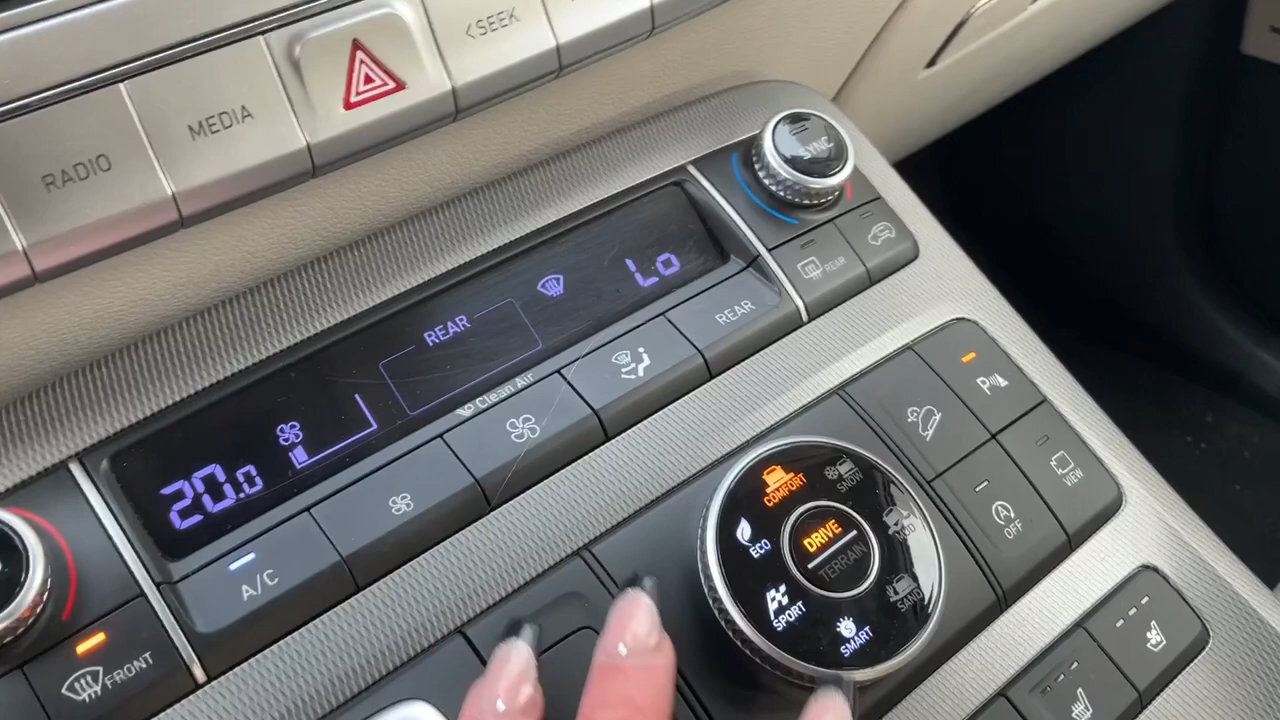 <SEEK
MEDIA
RADIO
SYNC
REAR
Lo
REAR
REAR
Clean Air
20.0
A/C
FRONT
P
VIEW
OFF
COMFORT
SNOW
ECO
DRIVE
TERRAIN
MUD
SPORT
SAND
SMART